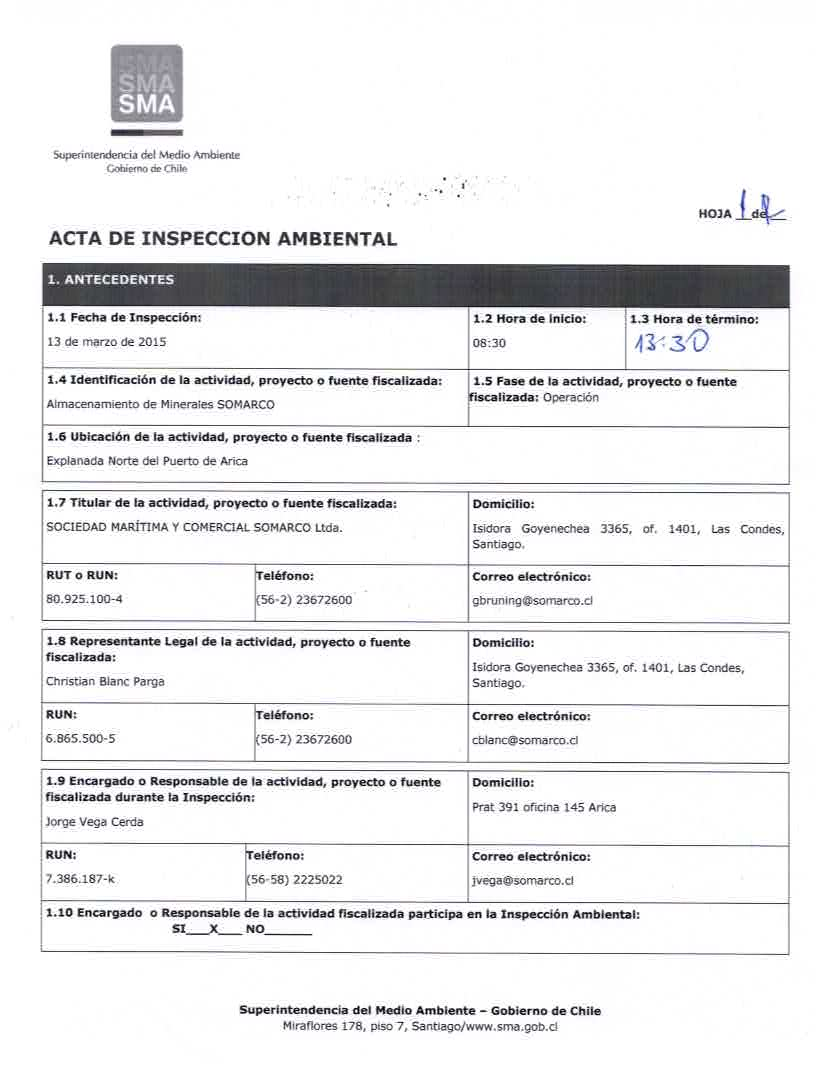 SMA
SMA
SMA
Superintendencia del Medio Ambiente
Gobierno de Chile
HOJA 1 de
ACTA DE INSPECCION AMBIENTAL
1. ANTECEDENTES
1.1 Fecha de Inspección:
13 de marzo de 2015
1.2 Hora de inicio:
08:30
1.3 Hora de término:
13:30
1.4 Identificación de la actividad, proyecto o fuente fiscalizada:
Almacenamiento de Minerales SOMARCO
1.5 Fase de la actividad, proyecto o fuente
fiscalizada: Operación
1.6 Ubicación de la actividad, proyecto o fuente fiscalizada :
Explanada Norte del Puerto de Arica
1.7 Titular de la actividad, proyecto o fuente fiscalizada:
SOCIEDAD MARÍTIMA Y COMERCIAL SOMARCO Ltda.
Domicilio:
Isidora Goyenechea 3365, of. 1401, Las Condes,
Santiago.
RUT o RUN:
80.925.100-4
Teléfono:
(56-2) 23672600
Correo electrónico:
gbruning@somarco.cl
1.8 Representante Legal de la actividad, proyecto o fuente
fiscalizada:
Christian Blanc Parga
Domicilio:
Isidora Goyenechea 3365, of. 1401, Las Condes,
Santiago.
RUN:
6.865.500-5
Teléfono:
(56-2) 23672600
Correo electrónico:
cblanc@somarco.cl
1.9 Encargado o Responsable de la actividad, proyecto o fuente
fiscalizada durante la Inspección:
Jorge Vega Cerda
Domicilio:
Prat 391 oficina 145 Arica
RUN:
7.386.187-k
Teléfono:
(56-58) 2225022
Correo electrónico:
jvega@somarco.cl
1.10 Encargado o Responsable de la actividad fiscalizada participa en la Inspección Ambiental:
SI__X__ NO______
Superintendencia del Medio Ambiente – Gobierno de Chile
Miraflores 178, piso 7, Santiago/www.sma.gob.cl